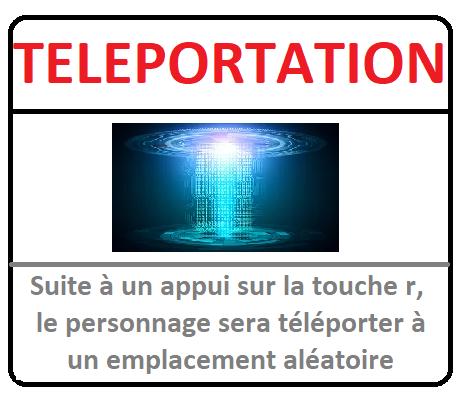 TELEPORTATION
Suite à un appui sur la touche r,
le personnage sera téléporter à
un emplacement aléatoire